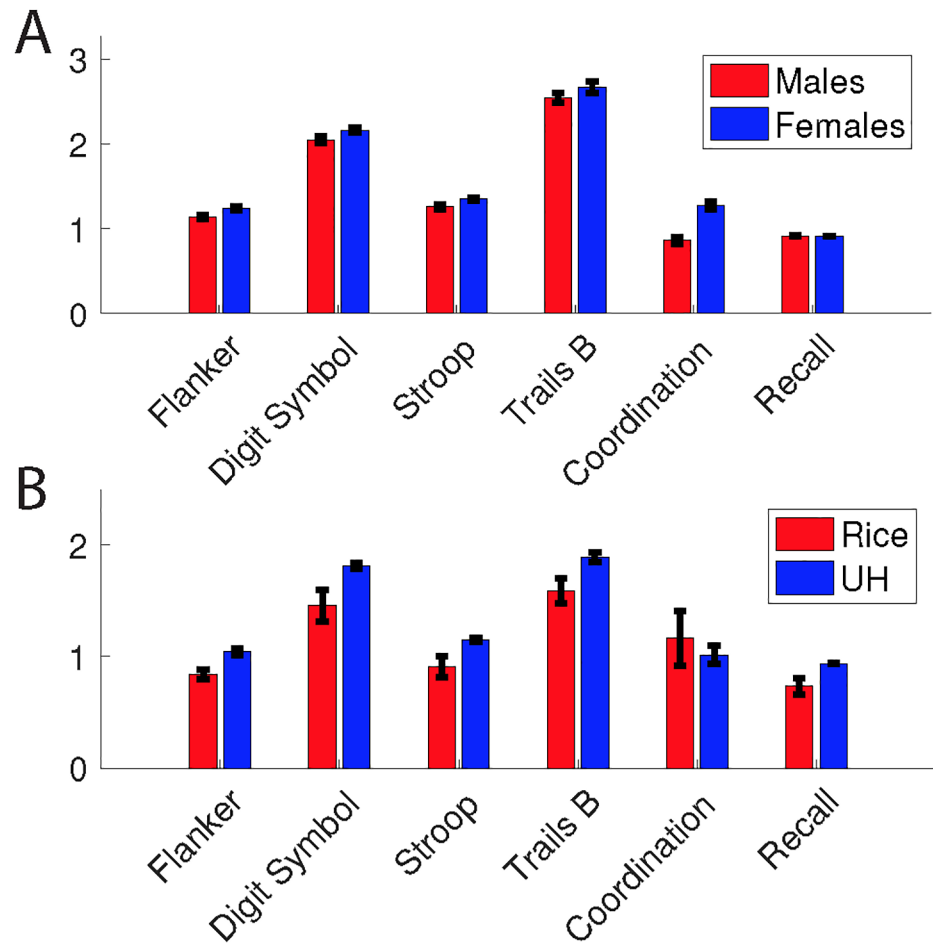 A
3
2
1
0
Males
Females
Flanker
Digit Symbol
Stroop
Trails B
Coordination
Recall
B
2
1
0
Rice
UH
Flanker
Digit Symbol
Stroop
Trails B
Coordination
Recall